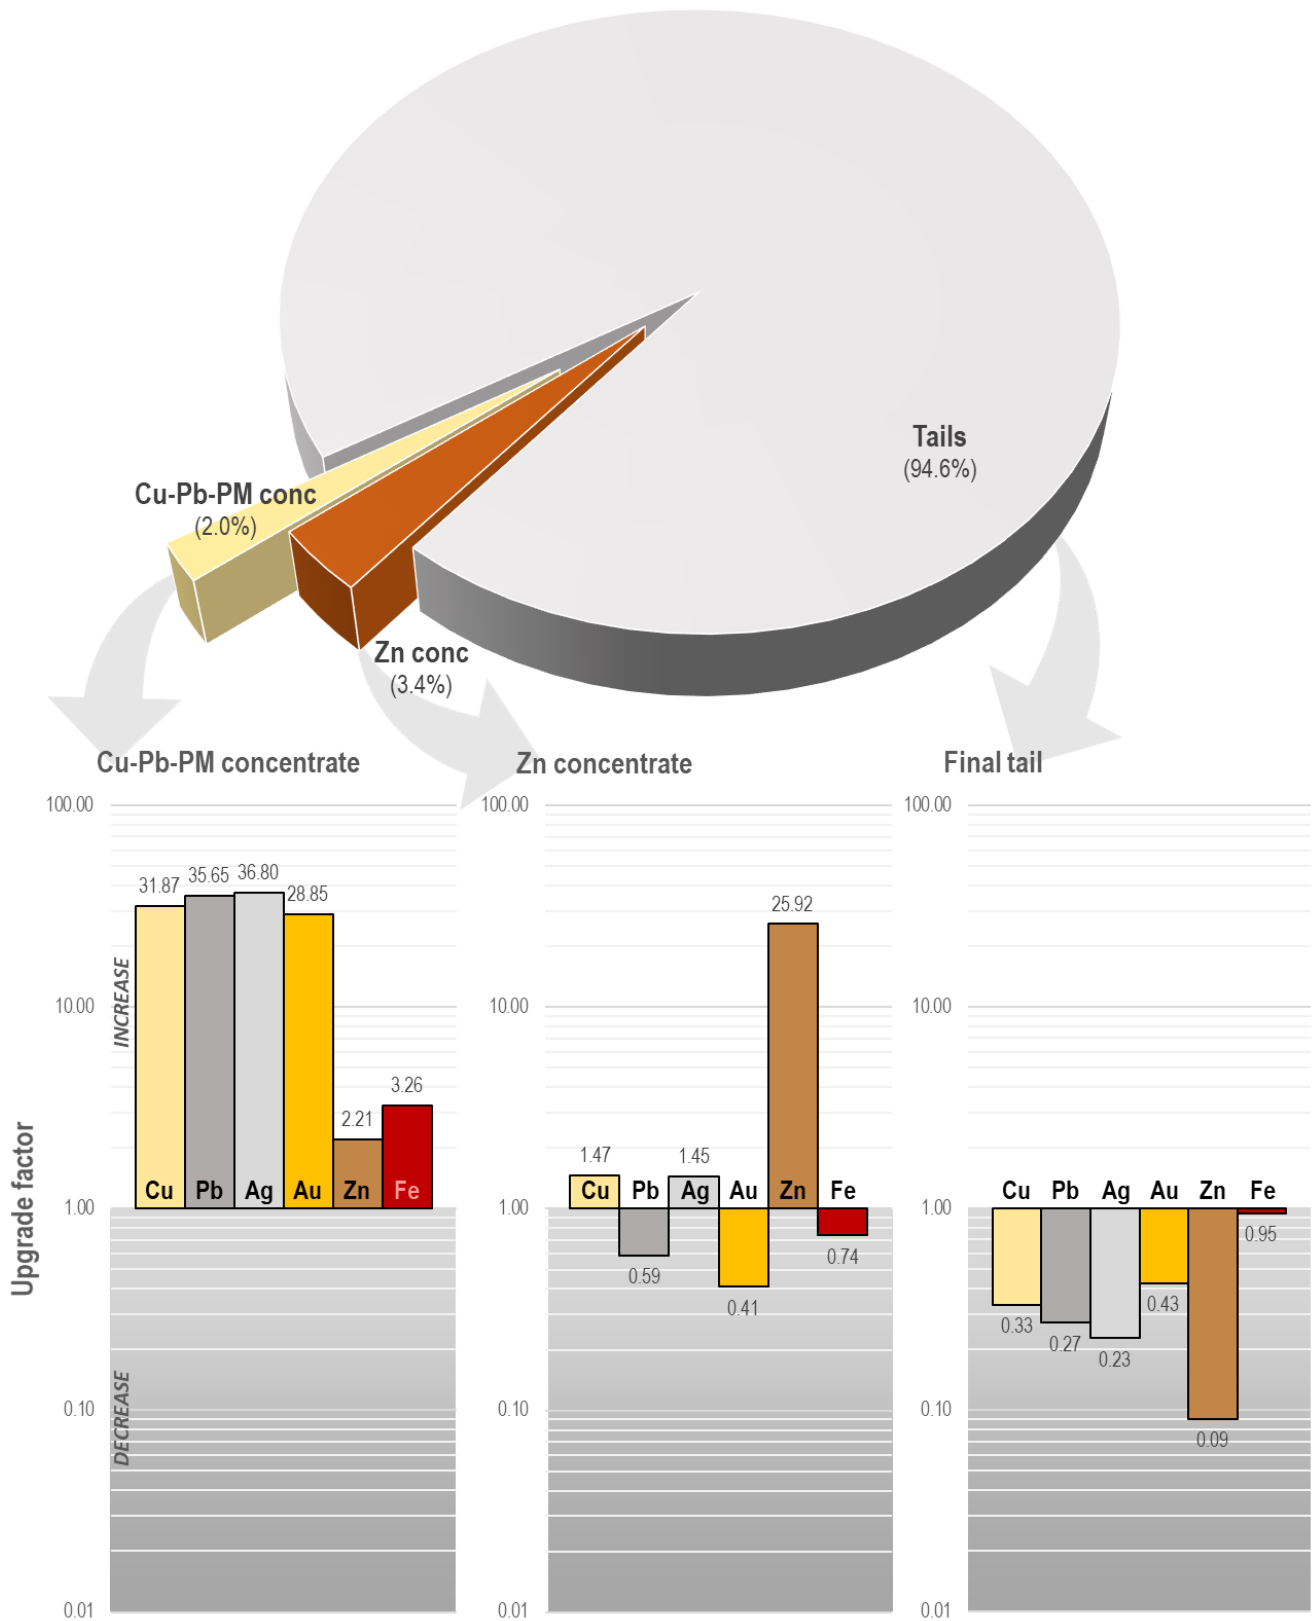 Tails
(94.6%)
Cu-Pb-PM conc
(2.0%)
Zn conc
(3.4%)
Cu-Pb-PM concentrate
Zn concentrate
Final tail
Upgrade factor
100.00
10.00
1.00
0.10
0.01
INCREASE
DECREASE
31.87
35.65
36.80
28.85
2.21
3.26
Cu
Pb
Ag
Au
Zn
Fe
100.00
10.00
1.00
0.10
0.01
1.47
1.45
25.92
Cu
Pb
Ag
Au
Zn
Fe
0.59
0.41
0.74
100.00
10.00
1.00
0.10
0.01
Cu
Pb
Ag
Au
Zn
Fe
0.33
0.27
0.23
0.43
0.09
0.95